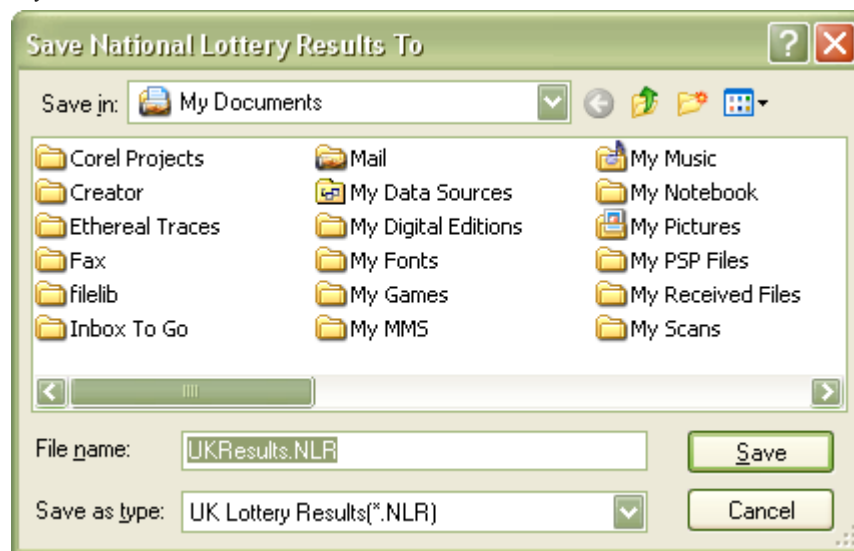 Save National Lottery Results To
Save in: My Documents
Corel Projects Mail My Music
Creator My Data Sources My Notebook
Ethereal Traces My Digital Editions My Pictures
Fax My Fonts My PSP Files
filelib My Games My Received Files
Inbox To Go My MMS My Scans
File name: UKResults.NLR Save
Save as type: UK Lottery Results(*.NLR) Cancel